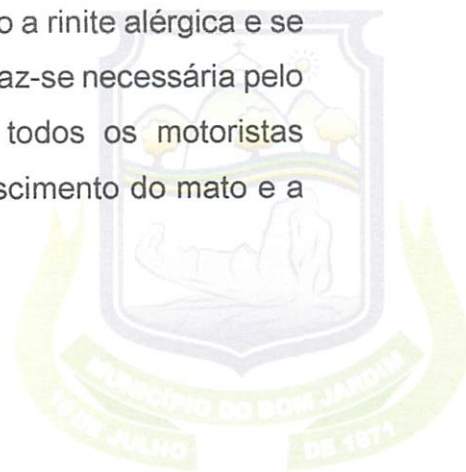 o a rinite alérgica e se
az-se necessária pelo
todos os motoristas
scimento do mato e a
MUNICÍPIO DO BOM JARDIM
19 DE JULHO DE 1871